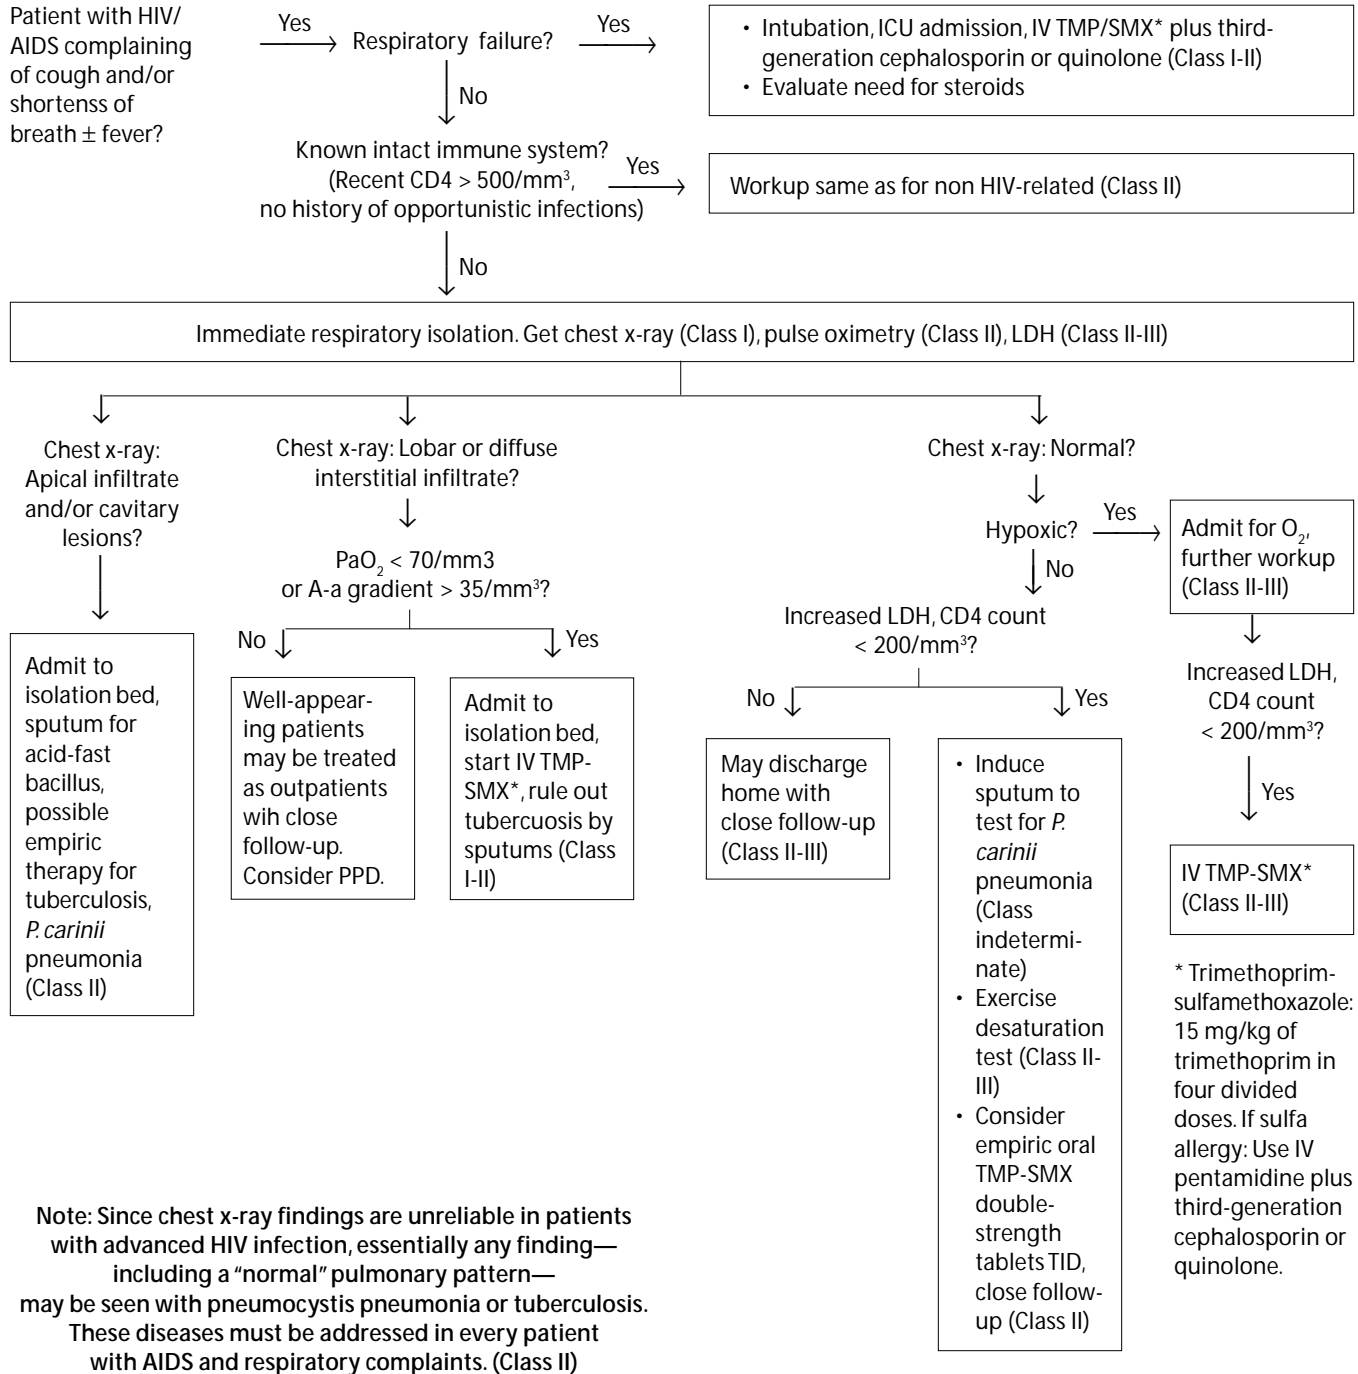 Patient with HIV/
AIDS complaining
of cough and/or
shortenss of
breath ± fever?
Yes
Respiratory failure?
Yes
• Intubation, ICU admission, IV TMP/SMX* plus third-
generation cephalosporin or quinolone (Class I-II)
• Evaluate need for steroids
No
Known intact immune system?
(Recent CD4 > 500/mm³,
no history of opportunistic infections)
Yes
Workup same as for non HIV-related (Class II)
No
Immediate respiratory isolation. Get chest x-ray (Class I), pulse oximetry (Class II), LDH (Class II-III)
Chest x-ray:
Apical infiltrate
and/or cavitary
lesions?
Admit to
isolation bed,
sputum for
acid-fast
bacillus,
possible
empiric
therapy for
tuberculosis,
P. carinii
pneumonia
(Class II)
Chest x-ray: Lobar or diffuse
interstitial infiltrate?
PaO₂ < 70/mm3
or A-a gradient > 35/mm³?
No
Yes
Well-appear-
ing patients
may be treated
as outpatients
wih close
follow-up.
Consider PPD.
Admit to
isolation bed,
start IV TMP-
SMX*, rule out
tubercuosis by
sputums (Class
I-II)
Chest x-ray: Normal?
Hypoxic?
Yes
Admit for O₂,
further workup
(Class II-III)
No
Increased LDH, CD4 count
< 200/mm³?
No
Yes
May discharge
home with
close follow-up
(Class II-III)
• Induce
sputum to
test for P.
carinii
pneumonia
(Class
indetermi-
nate)
• Exercise
desaturation
test (Class II-
III)
• Consider
empiric oral
TMP-SMX
double-
strength
tablets TID,
close follow-
up (Class II)
Increased LDH,
CD4 count
< 200/mm³?
Yes
IV TMP-SMX*
(Class II-III)
* Trimethoprim-
sulfamethoxazole:
15 mg/kg of
trimethoprim in
four divided
doses. If sulfa
allergy: Use IV
pentamidine plus
third-generation
cephalosporin or
quinolone.
Note: Since chest x-ray findings are unreliable in patients
with advanced HIV infection, essentially any finding—
including a “normal” pulmonary pattern—
may be seen with pneumocystis pneumonia or tuberculosis.
These diseases must be addressed in every patient
with AIDS and respiratory complaints. (Class II)